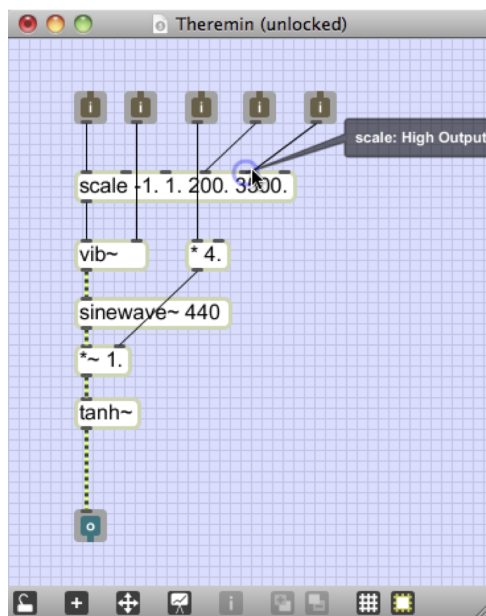 Theremin (unlocked)
i i i i i
scale: High Output
scale -1. 1. 200. 3500.
vib~ * 4.
sinewave~ 440
*~ 1.
tanh~
o
i